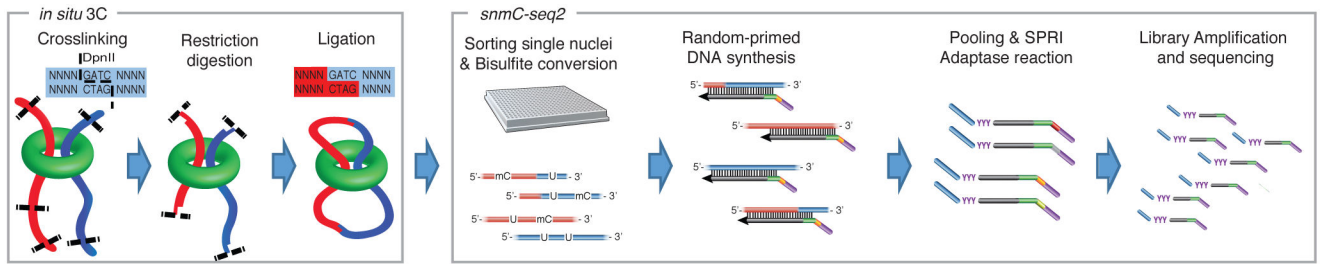 in situ 3C
Crosslinking
DpnII
NNNN GATC NNNN
NNNN CTAG NNNN
Restriction
digestion
Ligation
NNNN GATC NNNN
NNNN CTAG NNNN
snmC-seq2
Sorting single nuclei
& Bisulfite conversion
5'- mC U -3'
5'- U mC -3'
5'- U mC -3'
5'- U U -3'
Random-primed
DNA synthesis
5'- -3'
5'- -3'
5'- -3'
5'- -3'
Pooling & SPRI
Adaptase reaction
YYY
YYY
YYY
YYY
Library Amplification
and sequencing
YYY
YYY
YYY
YYY
YYY
YYY
YYY